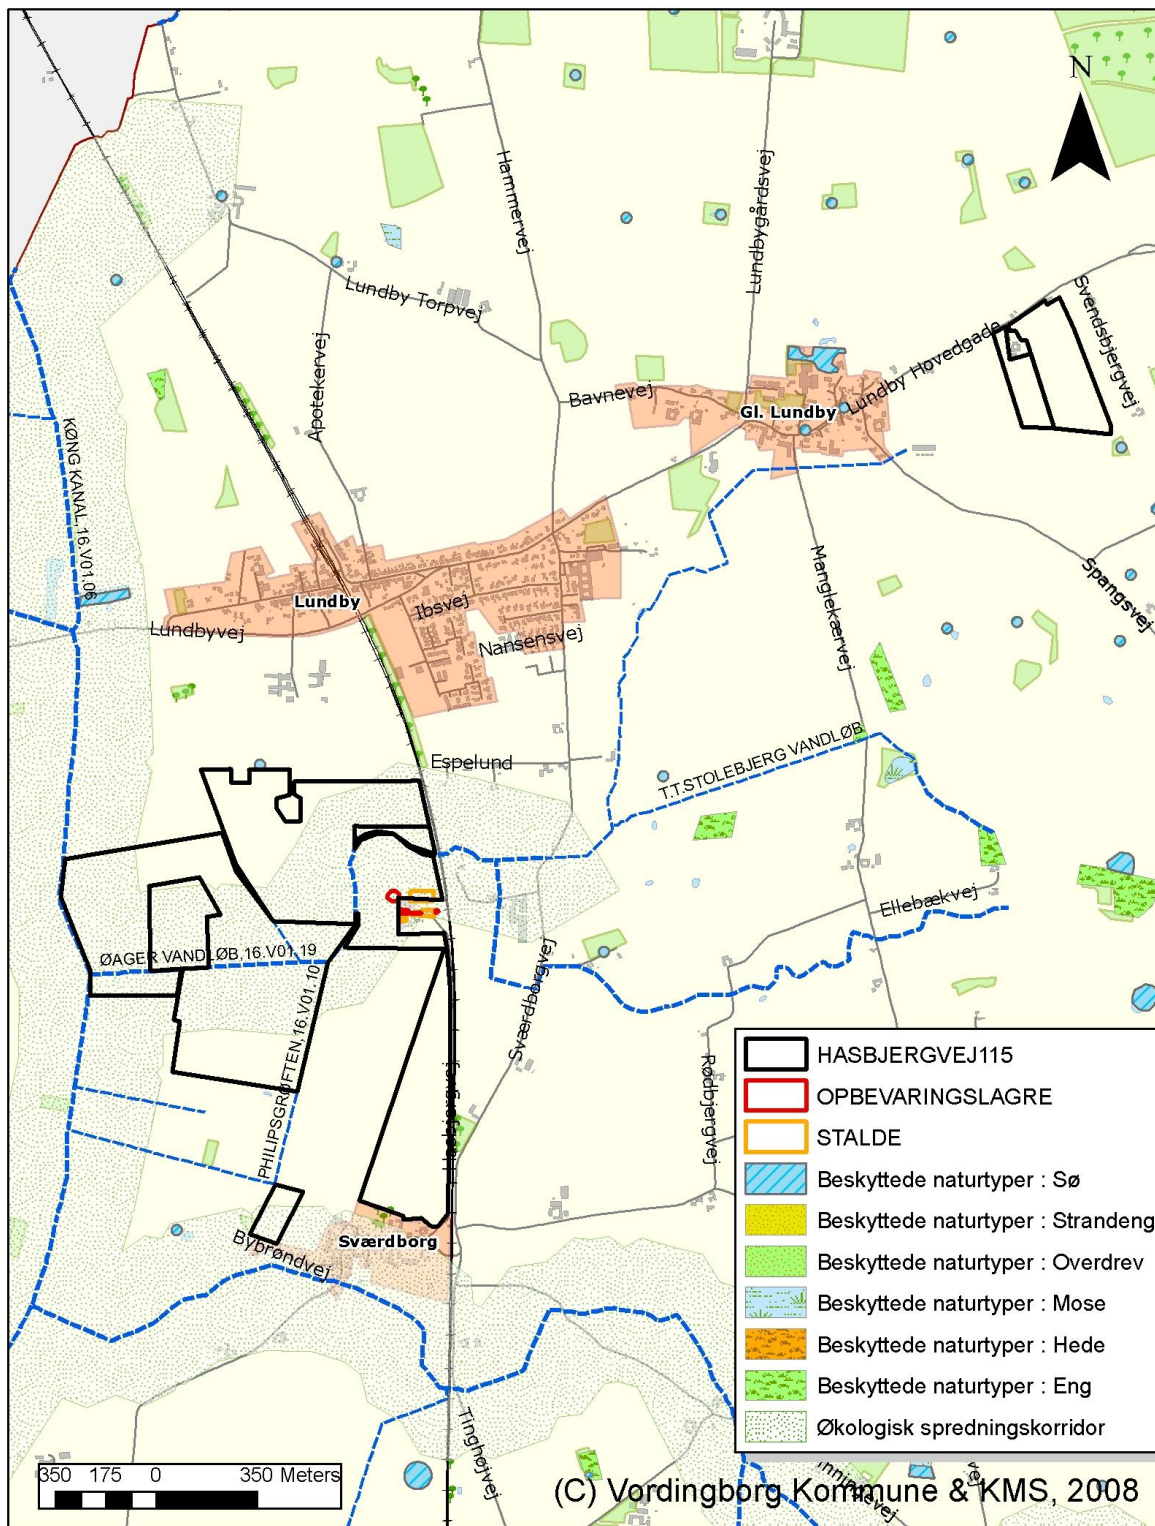 N
Hammervej
Lundbygårdsvej
Lundby Torpvej
Apotekervej
Svendsbjergvej
Lundby Hovedgade
Bavnevej
Gl. Lundby
KØNG KANAL,16.V01.06
Manglekærvej
Spangsvej
Lundby
Ibsvej
Lundbyvej
Nansensvej
Espelund
T.T.STOLEBJERG VANDLØB
Ellebækvej
ØAGER VANDLØB,16.V01.19
PHILIPSGRØFTEN,16.V01.10
Sværdborgvej
Hasbjergvej
Rødbjergvej
Sværdborg
Bybrøndvej
Tinghøjvej
HASBJERGVEJ115
OPBEVARINGSLAGRE
STALDE
Beskyttede naturtyper : Sø
Beskyttede naturtyper : Strandeng
Beskyttede naturtyper : Overdrev
Beskyttede naturtyper : Mose
Beskyttede naturtyper : Hede
Beskyttede naturtyper : Eng
Økologisk spredningskorridor
350 175 0 350 Meters
(C) Vordingborg Kommune & KMS, 2008